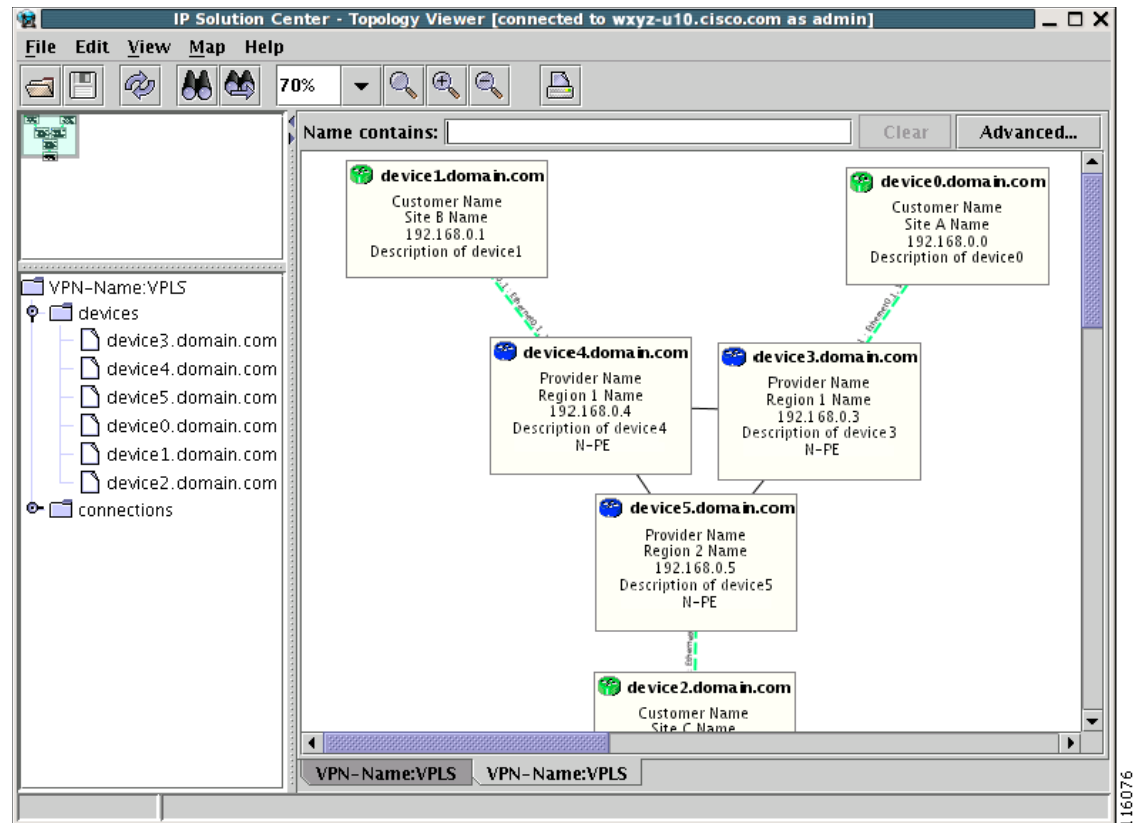 IP Solution Center - Topology Viewer [connected to wxyz-u10.cisco.com as admin]
File Edit View Map Help
70%
Name contains: Clear Advanced...
VPN-Name:VPLS
devices
device3.domain.com
device4.domain.com
device5.domain.com
device0.domain.com
device1.domain.com
device2.domain.com
connections
device1.domain.com
Customer Name
Site B Name
192.168.0.1
Description of device1
device0.domain.com
Customer Name
Site A Name
192.168.0.0
Description of device0
Ethernet0.1
Ethernet0.1
device4.domain.com
Provider Name
Region 1 Name
192.168.0.4
Description of device4
N-PE
device3.domain.com
Provider Name
Region 1 Name
192.168.0.3
Description of device3
N-PE
device5.domain.com
Provider Name
Region 2 Name
192.168.0.5
Description of device5
N-PE
Ethernet
device2.domain.com
Customer Name
Site C Name
VPN-Name:VPLS VPN-Name:VPLS
116076